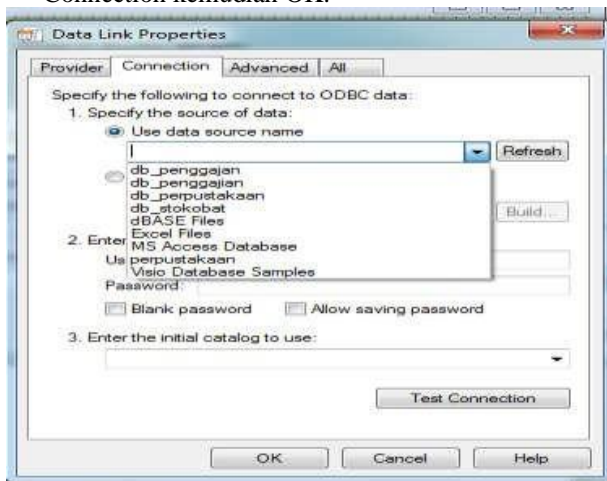 Connection kemudian OK.
Data Link Properties
Provider Connection Advanced All
Specify the following to connect to ODBC data:
1. Specify the source of data:
Use data source name
Refresh
db_penggajan
db_penggajian
db_perpustakaan
db_stokobat
dBASE Files
Build...
Excel Files
MS Access Database
2. Enter
Us
perpustakaan
Visio Database Samples
Password:
Blank password Allow saving password
3. Enter the initial catalog to use:
Test Connection
OK Cancel Help